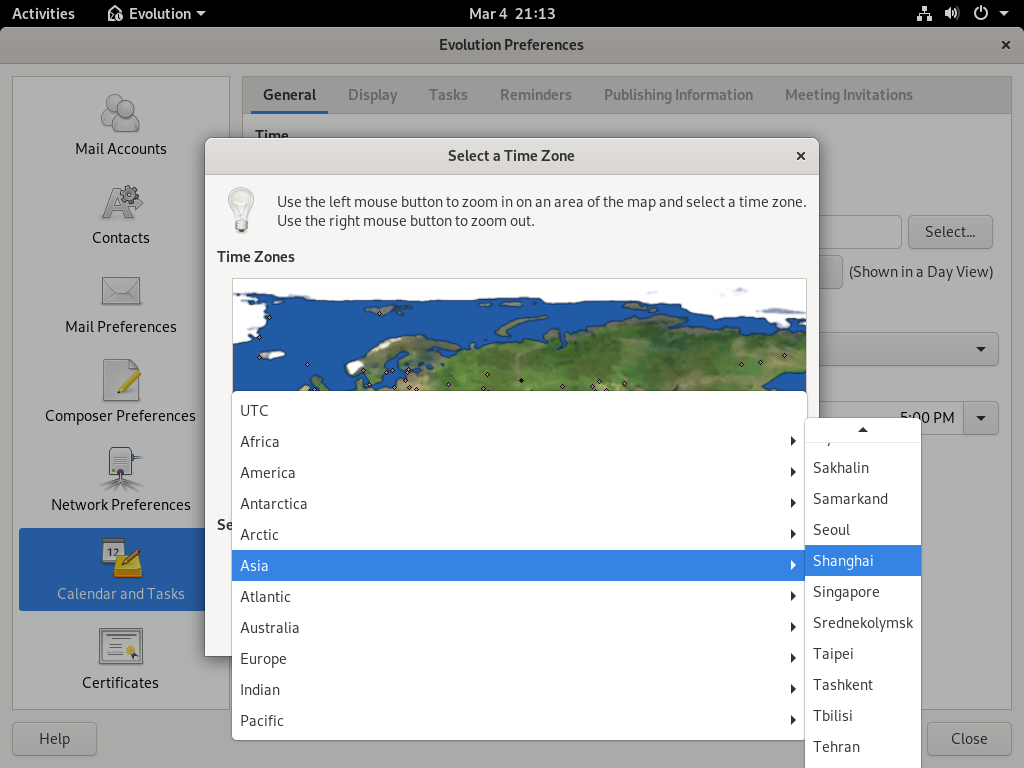 Activities
Evolution
Mar 4 21:13
Evolution Preferences
Mail Accounts
Contacts
Mail Preferences
Composer Preferences
Network Preferences
12
Calendar and Tasks
Certificates
General
Display
Tasks
Reminders
Publishing Information
Meeting Invitations
Time
Select...
(Shown in a Day View)
5:00 PM
Select a Time Zone
Use the left mouse button to zoom in on an area of the map and select a time zone.
Use the right mouse button to zoom out.
Time Zones
Se
UTC
Africa
America
Antarctica
Arctic
Asia
Atlantic
Australia
Europe
Indian
Pacific
Sakhalin
Samarkand
Seoul
Shanghai
Singapore
Srednekolymsk
Taipei
Tashkent
Tbilisi
Tehran
Help
Close